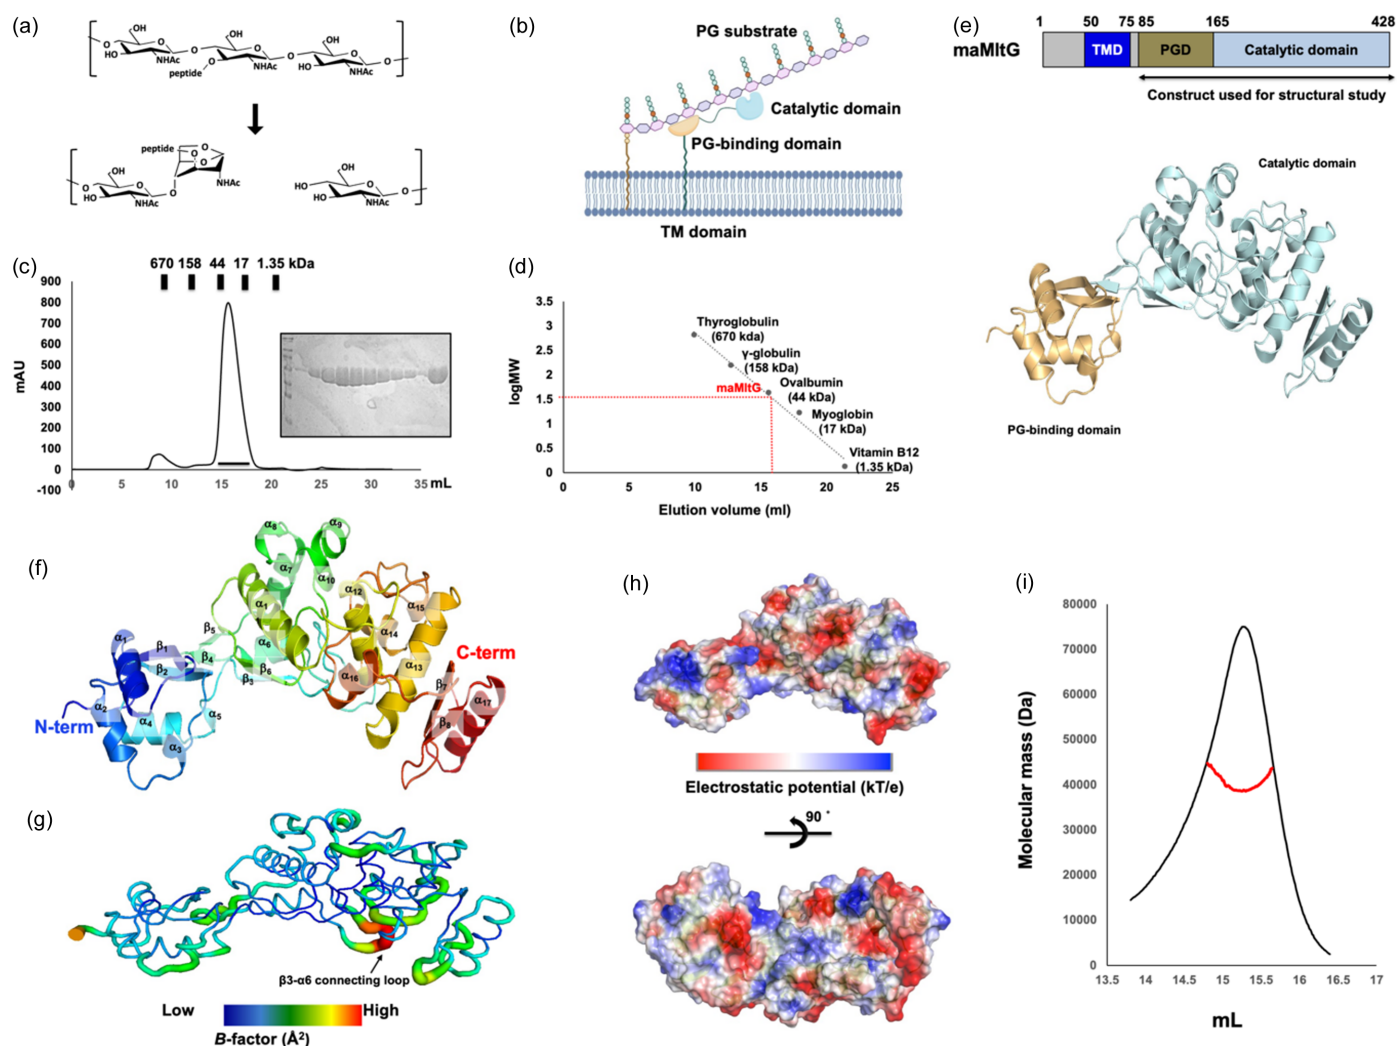 (a)
OH
HO
NHAc
O
OH
O
peptide
NHAc
OH
O
HO
NHAc
O
peptide
O
NHAc
OH
HO
NHAc
O
OH
HO
HO
NHAc
O
(b)
PG substrate
Catalytic domain
PG-binding domain
TM domain
(e)
1 50 75 85 165 428
maMltG TMD PGD Catalytic domain
Construct used for structural study
Catalytic domain
PG-binding domain
(c)
670 158 44 17 1.35 kDa
900
800
700
600
500
400
300
200
100
0
-100
mAU
0 5 10 15 20 25 30 35 mL
(d)
3.5
3
2.5
2
1.5
1
0.5
0
logMW
Thyroglobulin
(670 kda)
γ-globulin
(158 kDa)
maMltG
Ovalbumin
(44 kDa)
Myoglobin
(17 kDa)
Vitamin B12
(1.35 kDa)
0 5 10 15 20 25
Elution volume (ml)
(f)
α8 α9
α7 α10
α12
α1 α15
β5 α6 α14
α1 β1 β4
β2 β3 β6 α16 α13
C-term
β7
α17
β8
α2 α4 α5
N-term
α3
(g)
β3-α6 connecting loop
Low High
B-factor (Å²)
(h)
Electrostatic potential (kT/e)
90 °
(i)
80000
70000
60000
50000
40000
30000
20000
10000
0
Molecular mass (Da)
13.5 14 14.5 15 15.5 16 16.5 17
mL